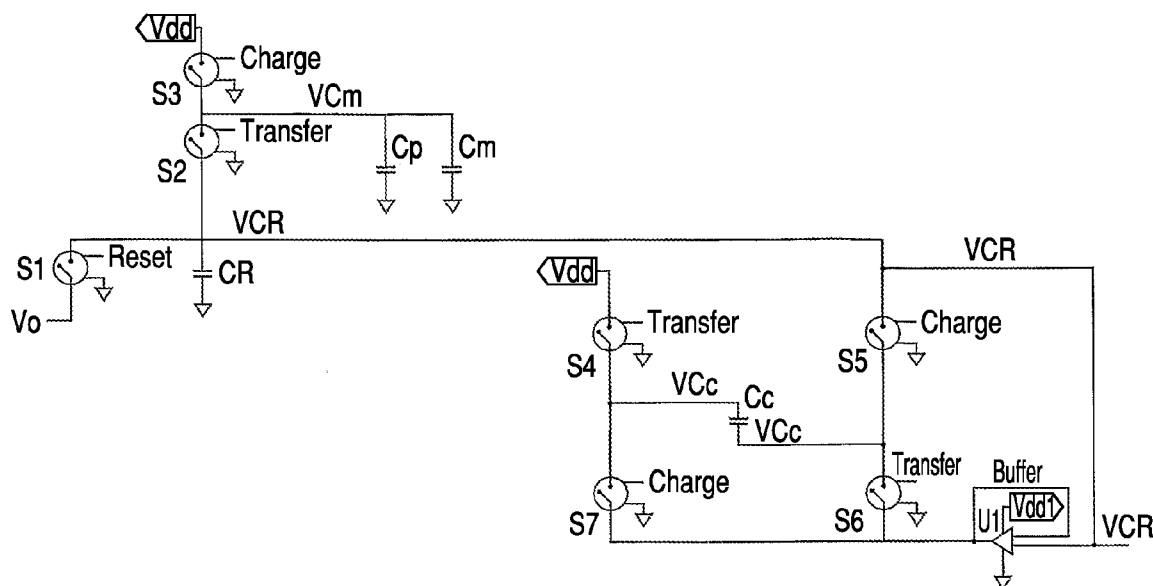 Vdd
Charge
S3
VCm
Transfer
S2
Cp
Cm
VCR
VCR
S1
Reset
CR
Vdd
Vo
Transfer
Charge
S4
S5
VCc
Cc
VCc
Charge
Transfer
Buffer
S7
S6
U1
Vdd1
VCR